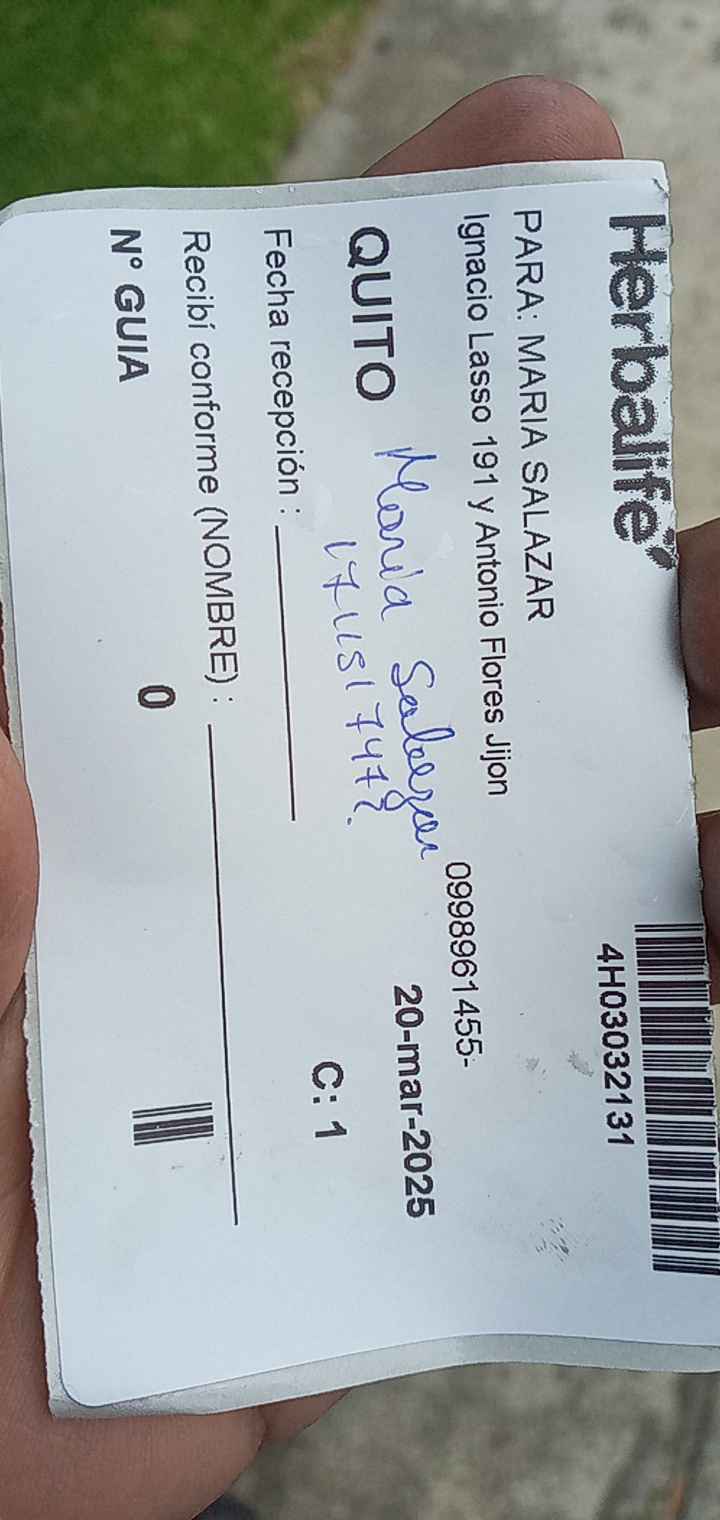 Herbalife
4H03032131
PARA: MARIA SALAZAR
Ignacio Lasso 191 y Antonio Flores Jijon
0998961455-
QUITO
20-mar-2025
Maria Salazar
Fecha recepción :
C: 1
Recibí conforme (NOMBRE) :
N° GUIA
0